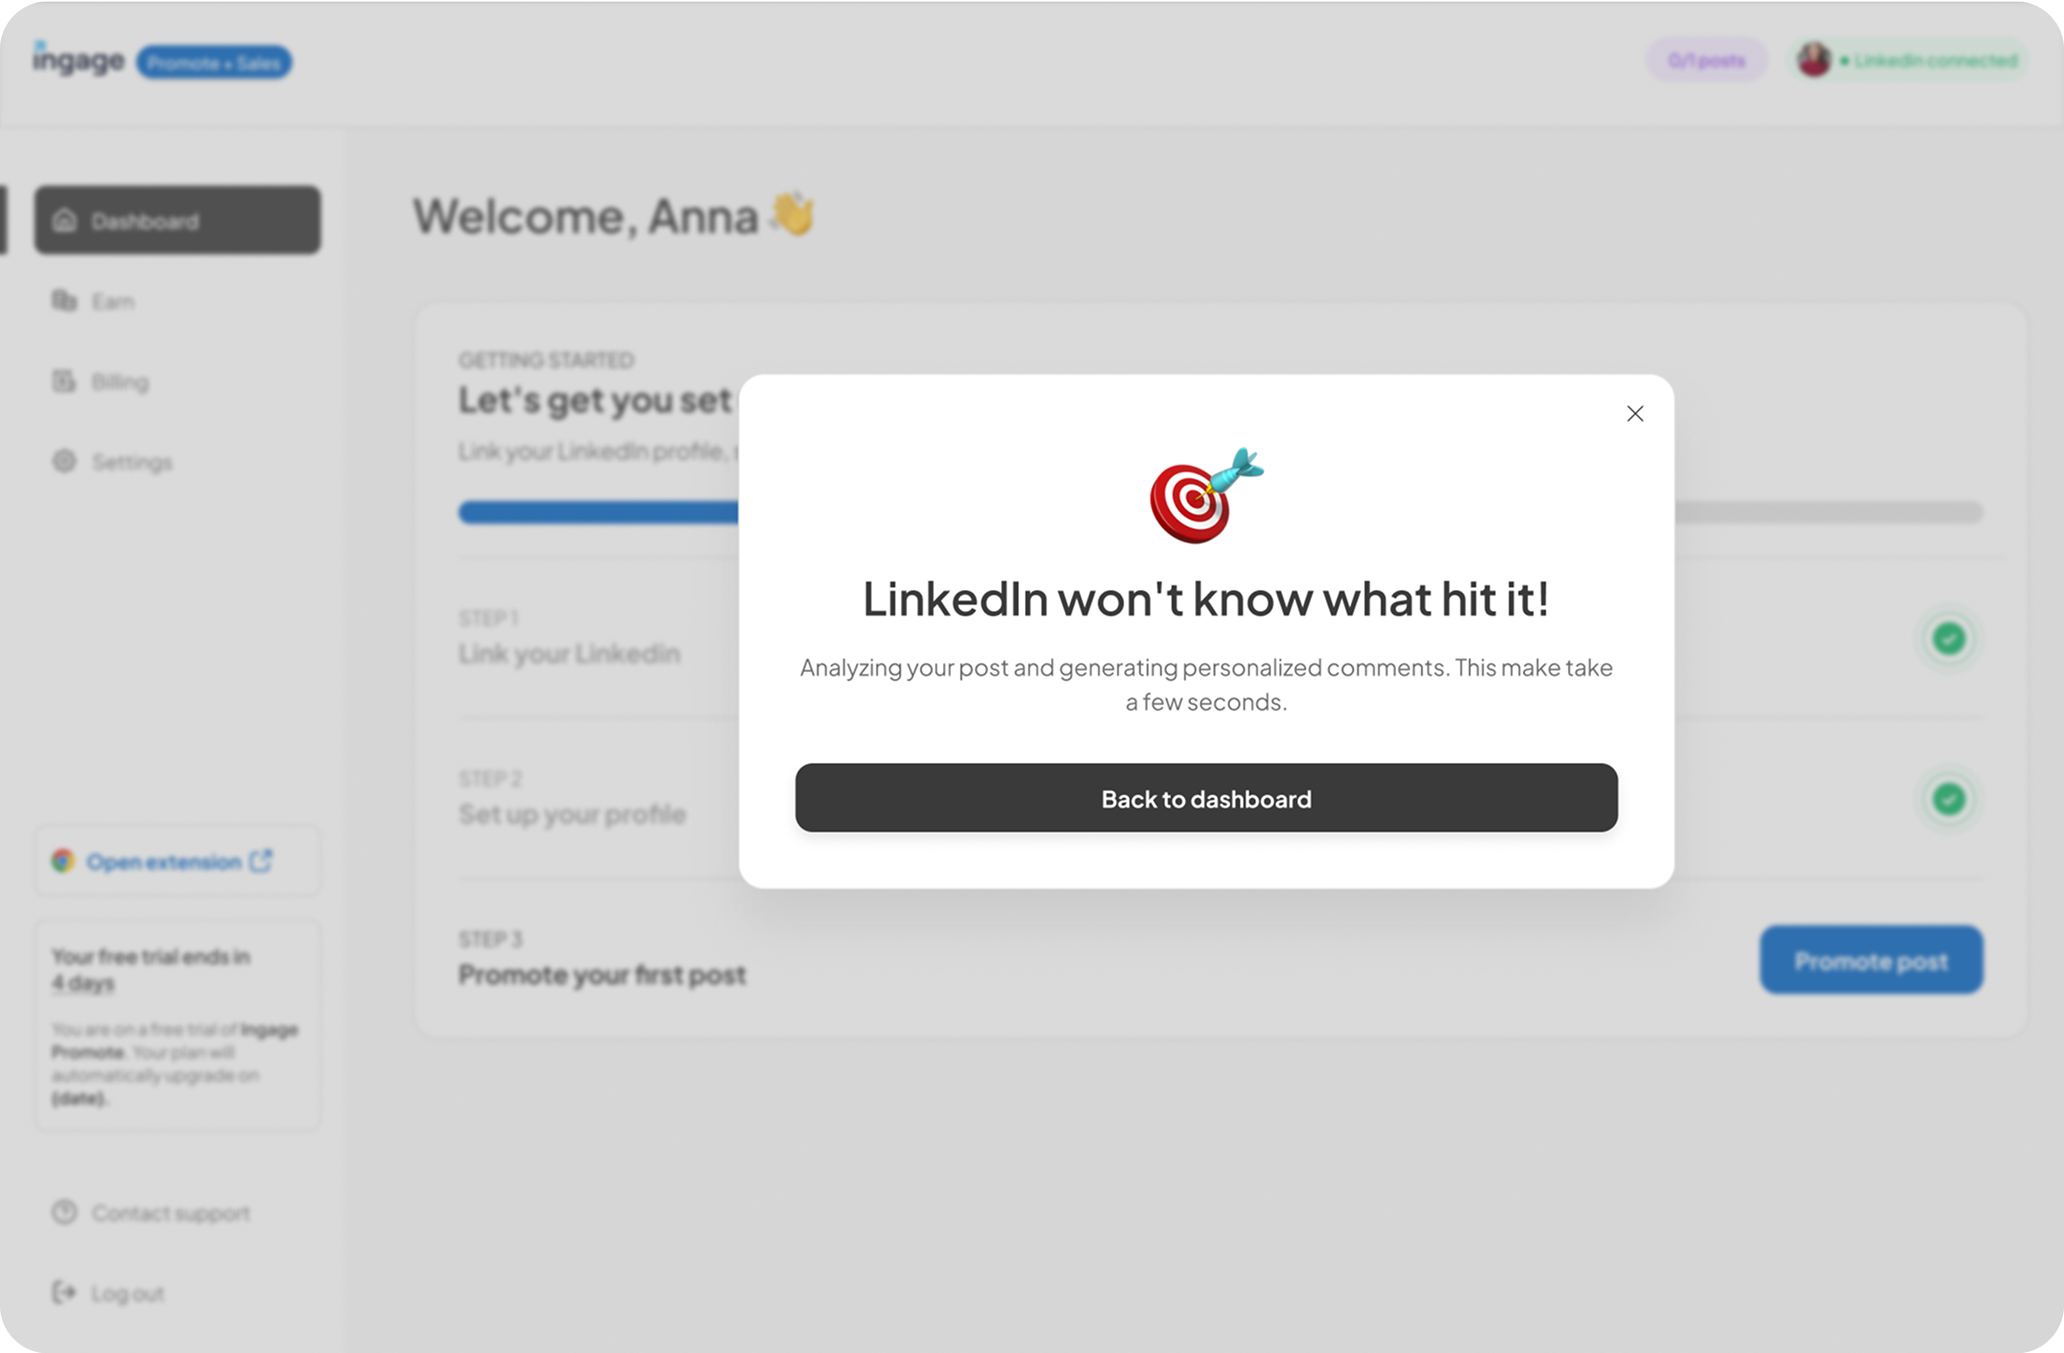 ingage Promote + Sales 0/1 posts LinkedIn connected
Dashboard
Earn
Billing
Settings
Open extension
Your free trial ends in
4 days
You are on a free trial of Ingage
Promote. Your plan will
automatically upgrade on
{date}.
Contact support
Log out
Welcome, Anna
GETTING STARTED
Let's get you set
Link your LinkedIn profile,
STEP 1
Link your Linkedin
STEP 2
Set up your profile
STEP 3
Promote your first post
Promote post
LinkedIn won't know what hit it!
Analyzing your post and generating personalized comments. This make take
a few seconds.
Back to dashboard